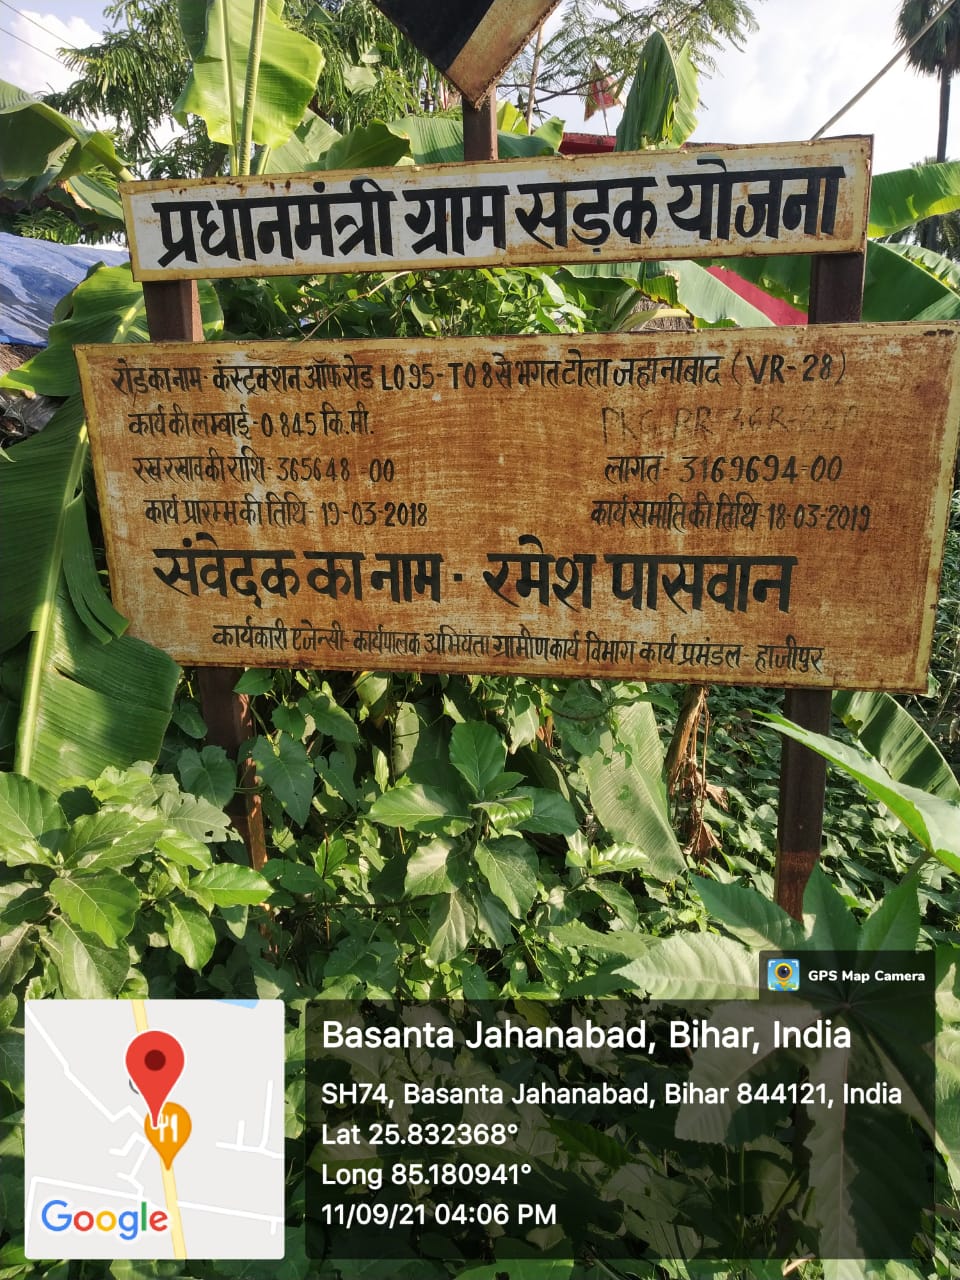 प्रधानमंत्री ग्राम सड़क योजना
रोड़ का नाम - कंस्ट्रक्शन ऑफ रोड L095-T08 से भगत टोला जहानाबाद (VR-28)
कार्य की लम्बाई-0.845 कि.मी.
रख रखाव की राशि-365648-00 लागत-3169694-00
कार्य प्रारम्भ की तिथि-19-03-2018 कार्य समाप्ति की तिथि-18-03-2019
संवेदक का नाम - रमेश पासवान
कार्यकारी एजेन्सी-कार्यपालक अभियंता ग्रामीण कार्य विभाग कार्य प्रमंडल-हाजीपुर
GPS Map Camera
Basanta Jahanabad, Bihar, India
SH74, Basanta Jahanabad, Bihar 844121, India
Lat 25.832368°
Long 85.180941°
11/09/21 04:06 PM
Google